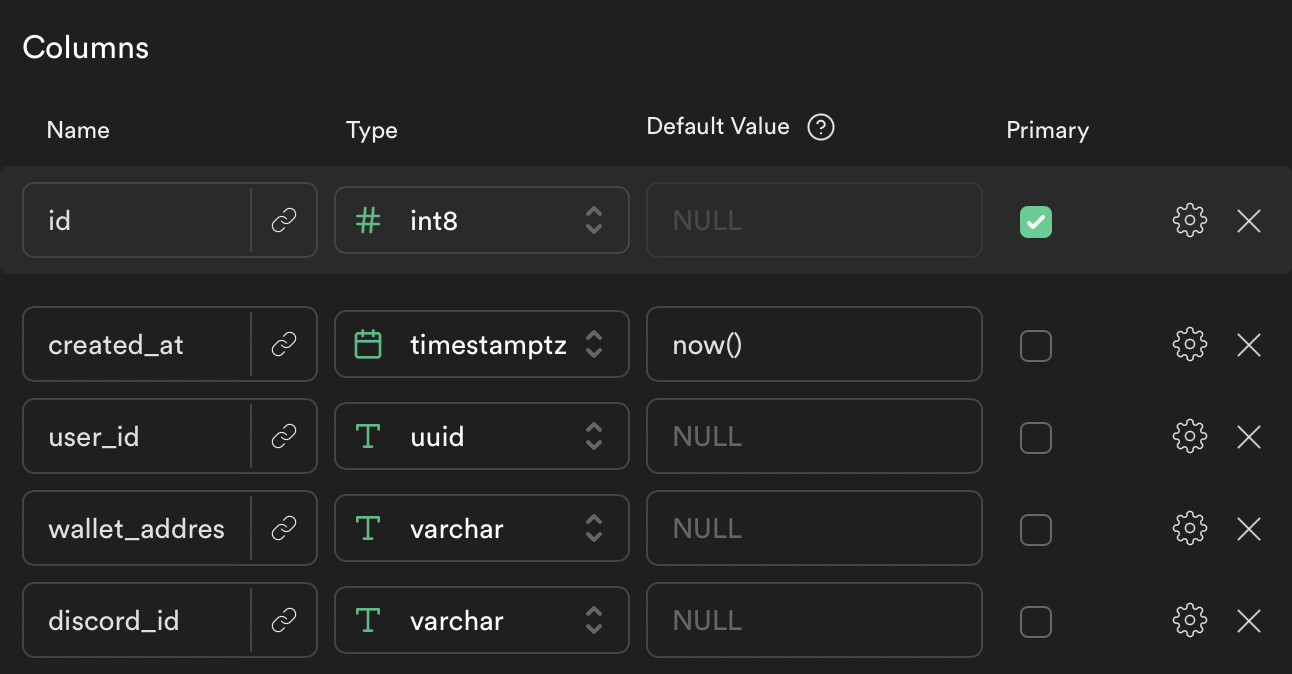 Columns
Name Type Default Value ? Primary
id # int8 NULL
created_at timestamptz now()
user_id T uuid NULL
wallet_addres T varchar NULL
discord_id T varchar NULL